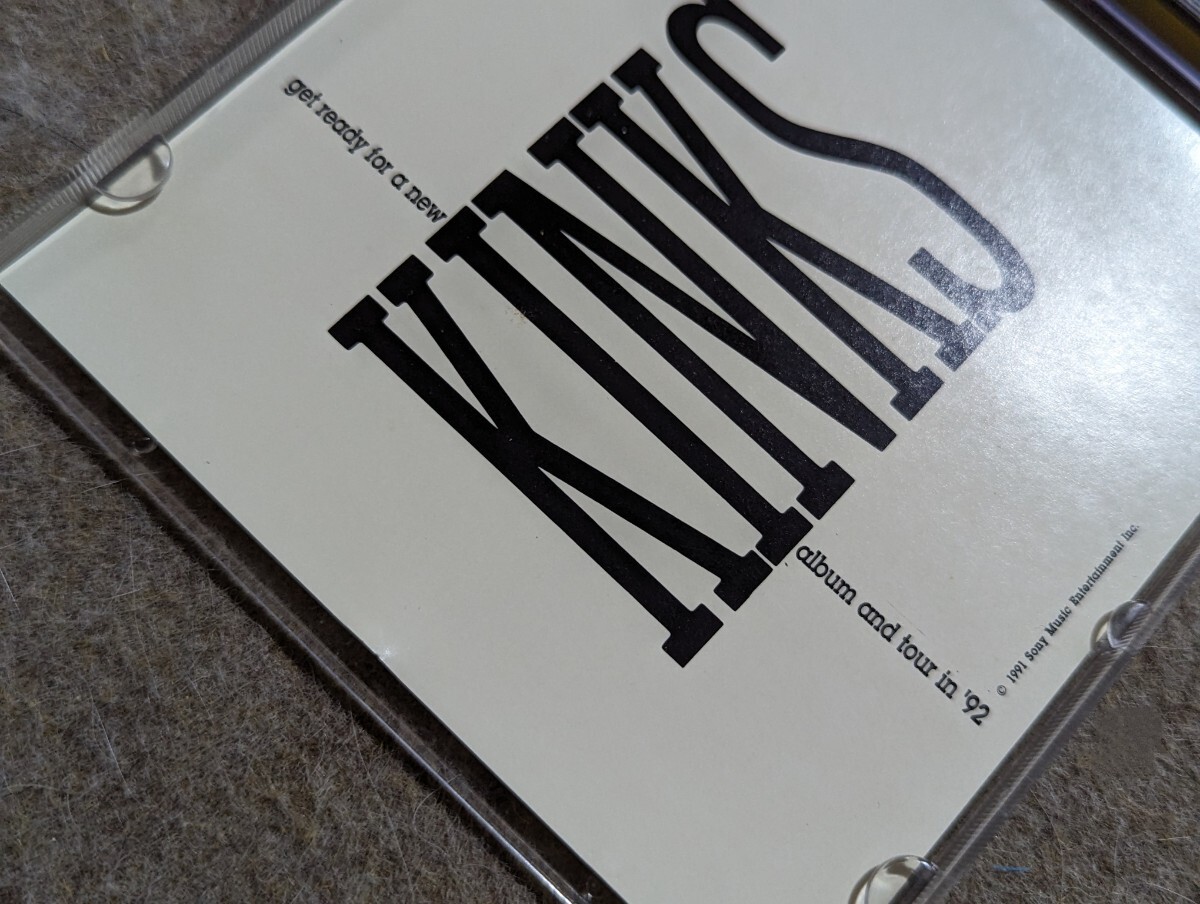 get ready for a new
KINKS
album and tour in '92
© 1991 Sony Music Entertainment Inc.